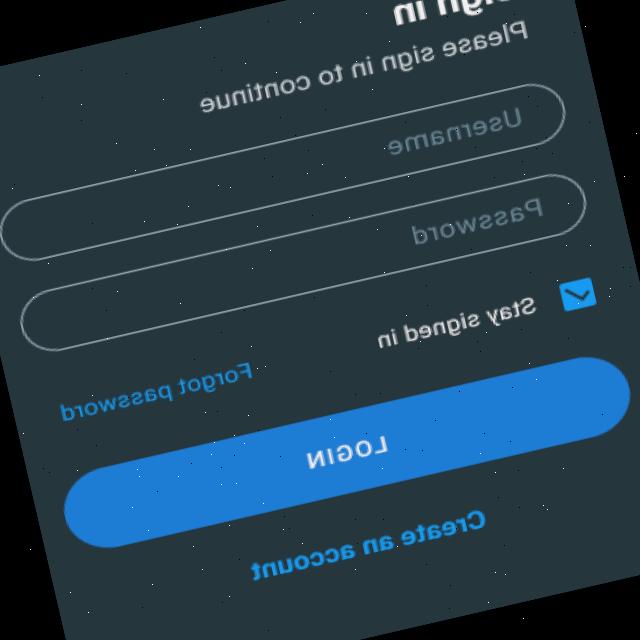 Sign in
Please sign in to continue
Username
Password
Stay signed in
Forgot password
LOGIN
Create an account